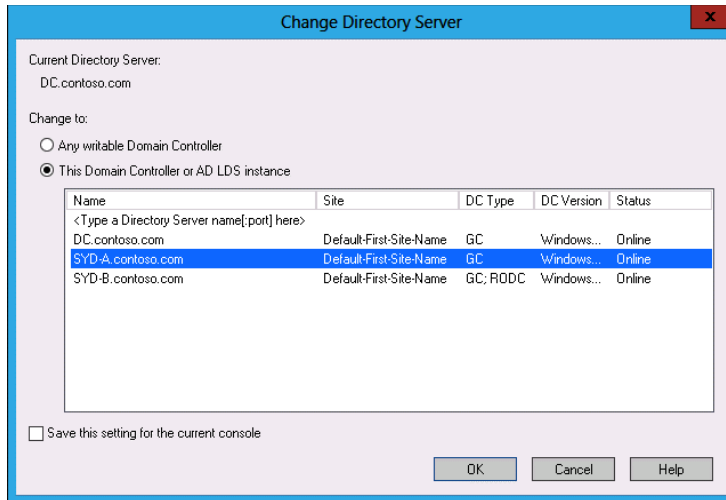 Change Directory Server
x
Current Directory Server:
DC.contoso.com
Change to:
Any writable Domain Controller
This Domain Controller or AD LDS instance
Name Site DC Type DC Version Status
<Type a Directory Server name[:port] here>
DC.contoso.com Default-First-Site-Name GC Windows... Online
SYD-A.contoso.com Default-First-Site-Name GC Windows... Online
SYD-B.contoso.com Default-First-Site-Name GC; RODC Windows... Online
Save this setting for the current console
OK Cancel Help